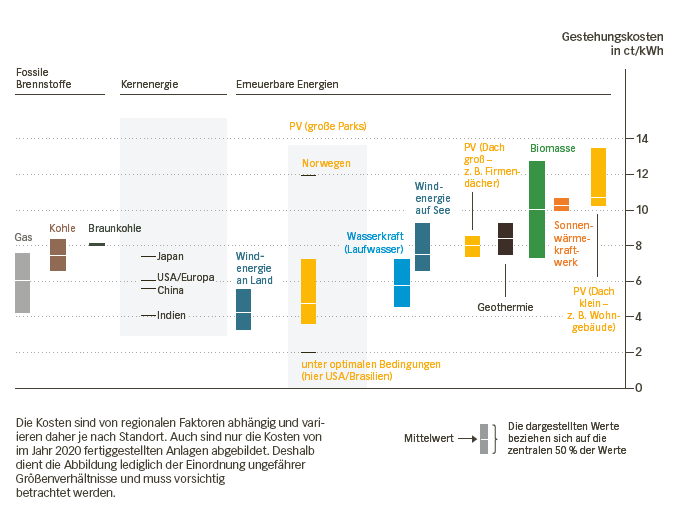 Gestehungskosten
in ct/kWh
Fossile
Brennstoffe
Kernenergie
Erneuerbare Energien
PV (große Parks)
14
Norwegen
PV (Dach
groß –
z. B. Firmen-
dächer)
Biomasse
12
Wind-
energie
auf See
10
Gas
Kohle
Braunkohle
Wasserkraft
(Laufwasser)
Sonnen-
wärme-
kraft-
werk
8
Japan
USA/Europa
China
Indien
Wind-
energie
an Land
6
Geothermie
PV (Dach
klein –
z. B. Wohn-
gebäude)
4
2
unter optimalen Bedingungen
(hier USA/Brasilien)
0
Die Kosten sind von regionalen Faktoren abhängig und vari-
ieren daher je nach Standort. Auch sind nur die Kosten von
im Jahr 2020 fertiggestellten Anlagen abgebildet. Deshalb
dient die Abbildung lediglich der Einordnung ungefährer
Größenverhältnisse und muss vorsichtig
betrachtet werden.
Mittelwert
Die dargestellten Werte
beziehen sich auf die
zentralen 50 % der Werte